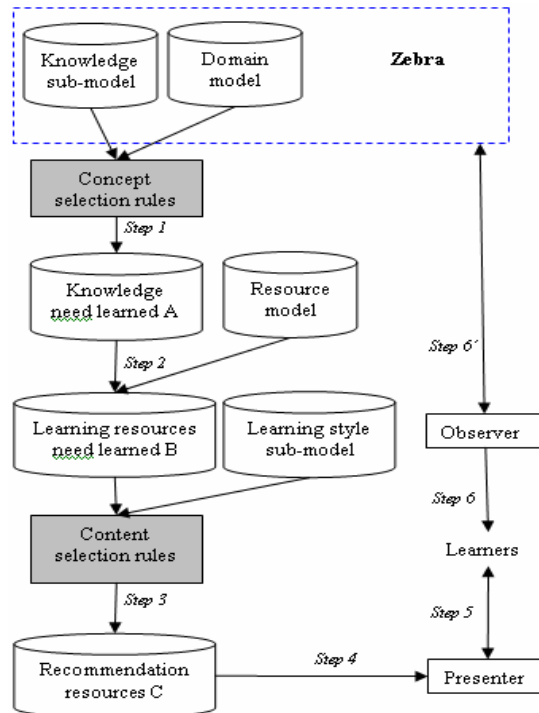 Knowledge
sub-model
Domain
model
Zebra
Concept
selection rules
Step 1
Knowledge
need learned A
Resource
model
Step 2
Step 6'
Learning resources
need learned B
Learning style
sub-model
Observer
Step 6
Content
selection rules
Learners
Step 3
Step 5
Recommendation
resources C
Step 4
Presenter